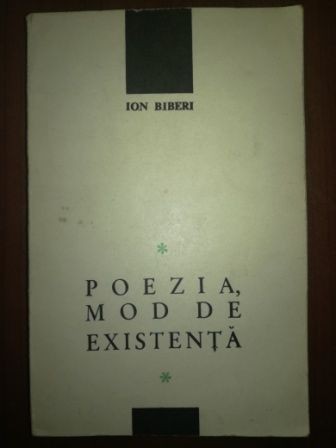 ION BIBERI
*
POEZIA,
MOD DE
EXISTENȚĂ
*